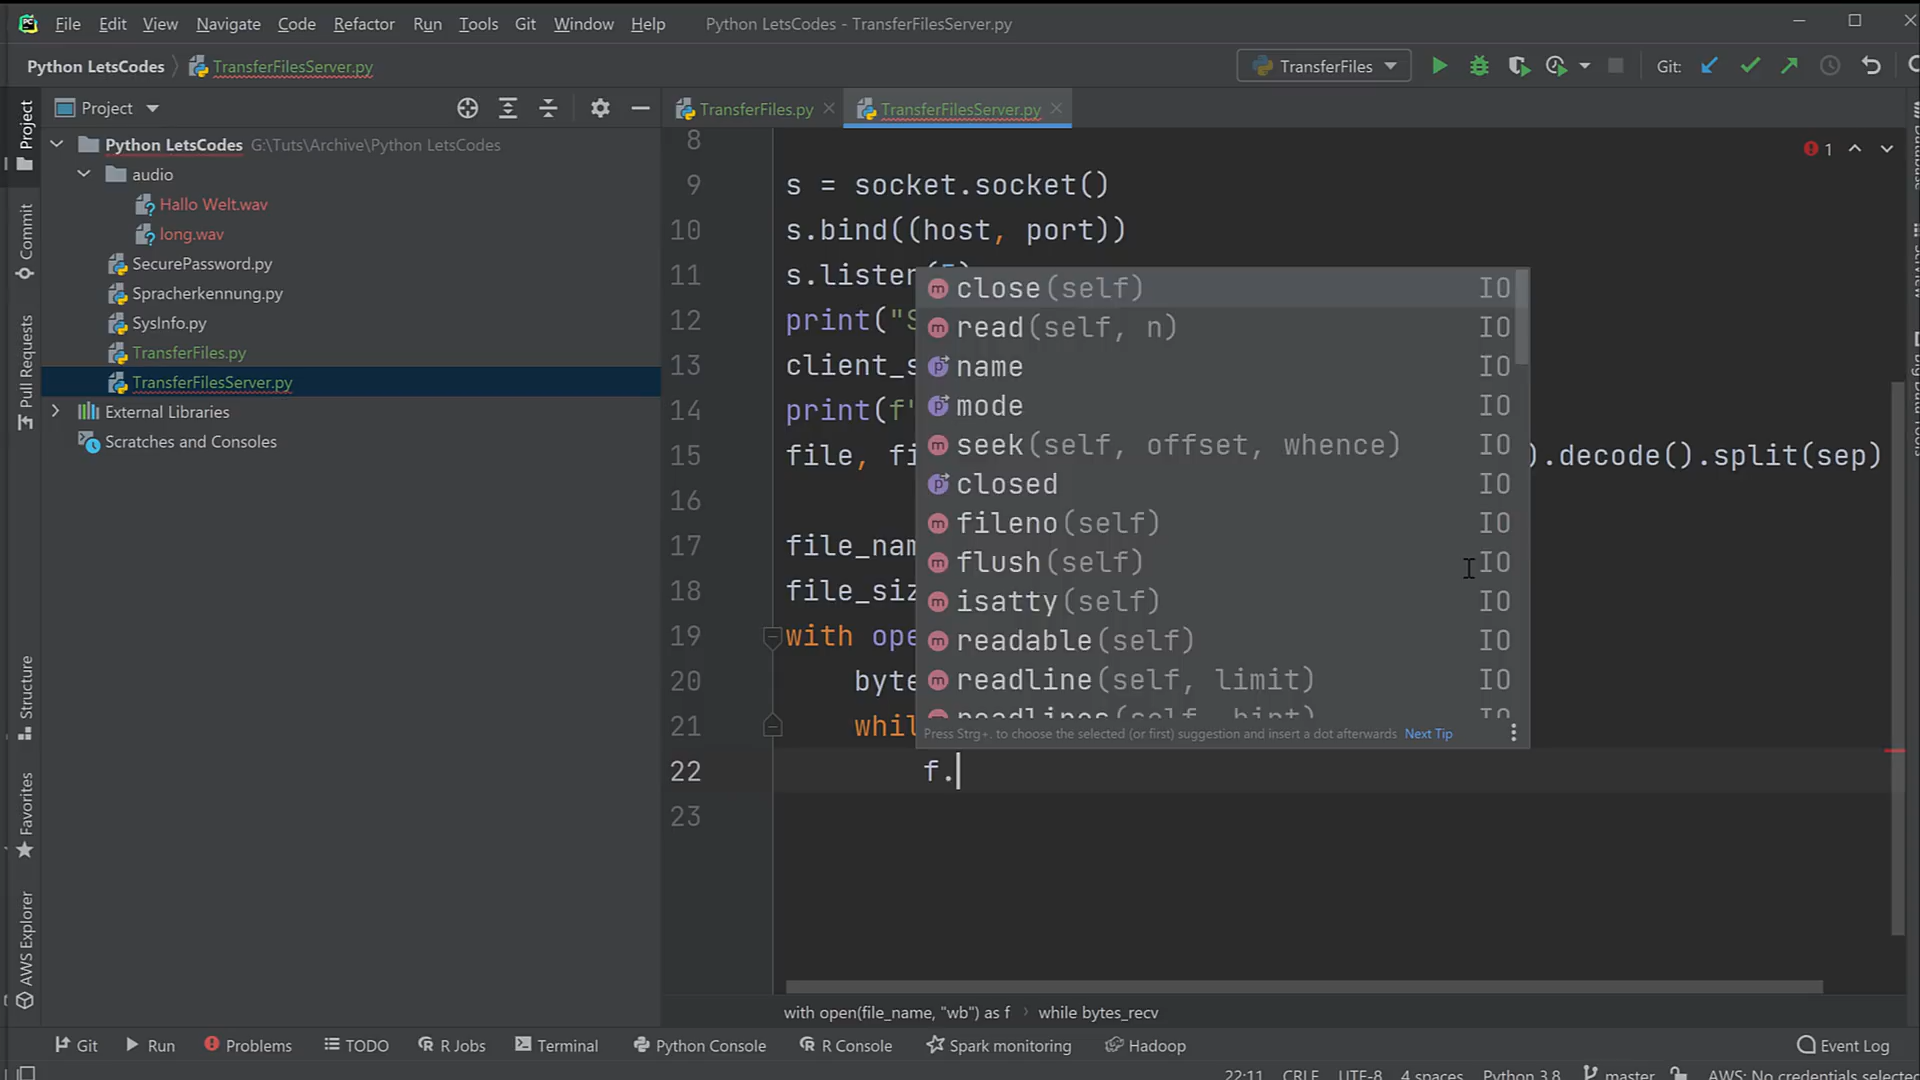 File Edit View Navigate Code Refactor Run Tools Git Window Help Python LetsCodes - TransferFilesServer.py
Python LetsCodes TransferFilesServer.py TransferFiles Git:
Project
TransferFiles.py TransferFilesServer.py
Python LetsCodes G:\Tuts\Archive\Python LetsCodes
audio
Hallo Welt.wav
long.wav
SecurePassword.py
Spracherkennung.py
SysInfo.py
TransferFiles.py
TransferFilesServer.py
External Libraries
Scratches and Consoles
Project
Commit
Pull Requests
Structure
Favorites
AWS Explorer
8
1
9 s = socket.socket()
10 s.bind((host, port))
11 s.listen(5)
12 print("S
13 client_s
14 print(f"
15 file, fi ).decode().split(sep)
16
17 file_nam
18 file_siz
19 with ope
20 byte
21 whil
22 f.
23
close(self) IO
read(self, n) IO
name IO
mode IO
seek(self, offset, whence) IO
closed IO
fileno(self) IO
flush(self) IO
isatty(self) IO
readable(self) IO
readline(self, limit) IO
readlines(self, hint) IO
Press Strg+. to choose the selected (or first) suggestion and insert a dot afterwards Next Tip
Database
SciView
Big Data Tools
with open(file_name, "wb") as f while bytes_recv
Git Run Problems TODO R Jobs Terminal Python Console R Console Spark monitoring Hadoop Event Log
22:11 CRLF UTF-8 4 spaces Python 3.8 master AWS: No credentials selected